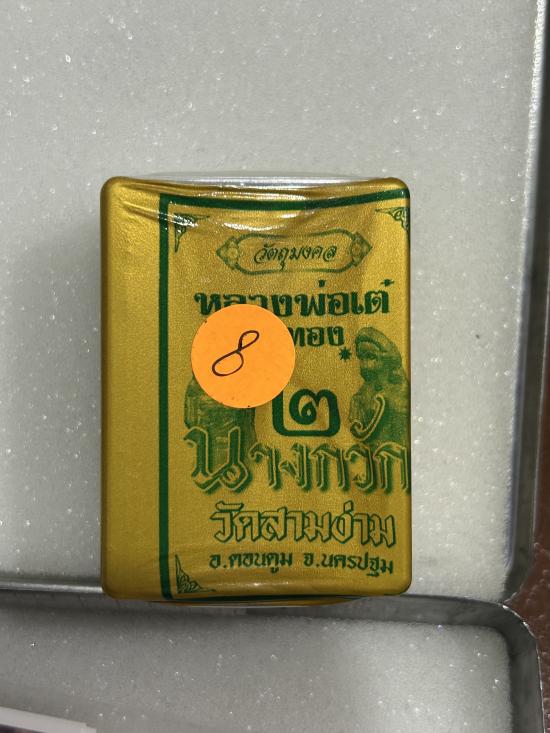 วัตถุมงคล
หลวงพ่อเต๋
ทอง
8
๒
นางกวัก
วัดสามง่าม
อ.ดอนตูม จ.นครปฐม